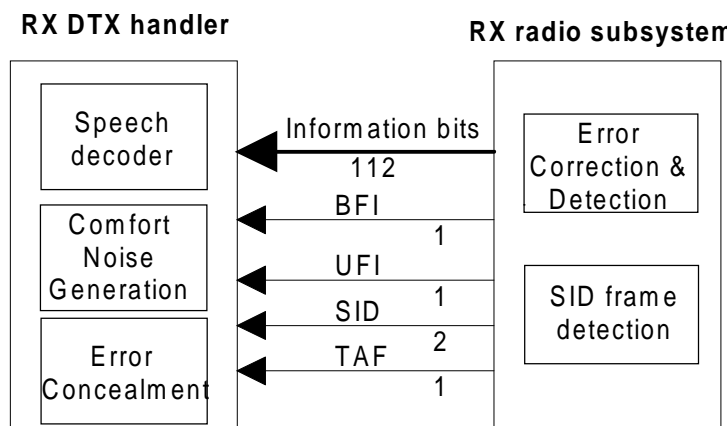 RX DTX handler
RX radio subsystem
Speech
decoder
Comfort
Noise
Generation
Error
Concealment
Information bits
112
BFI
1
UFI
1
SID
2
TAF
1
Error
Correction &
Detection
SID frame
detection